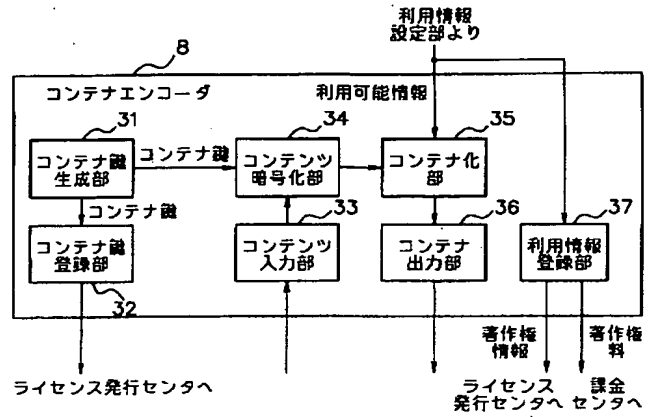 利用情報
設定部より
8
コンテナエンコーダ
利用可能情報
31
34
35
コンテナ鍵
生成部
コンテナ鍵
コンテンツ
暗号化部
コンテナ化
部
コンテナ鍵
33
36
37
コンテナ鍵
登録部
コンテンツ
入力部
コンテナ
出力部
利用情報
登録部
32
著作権
情報
著作権
料
ライセンス発行センタへ
ライセンス
発行センタへ
課金
センタへ